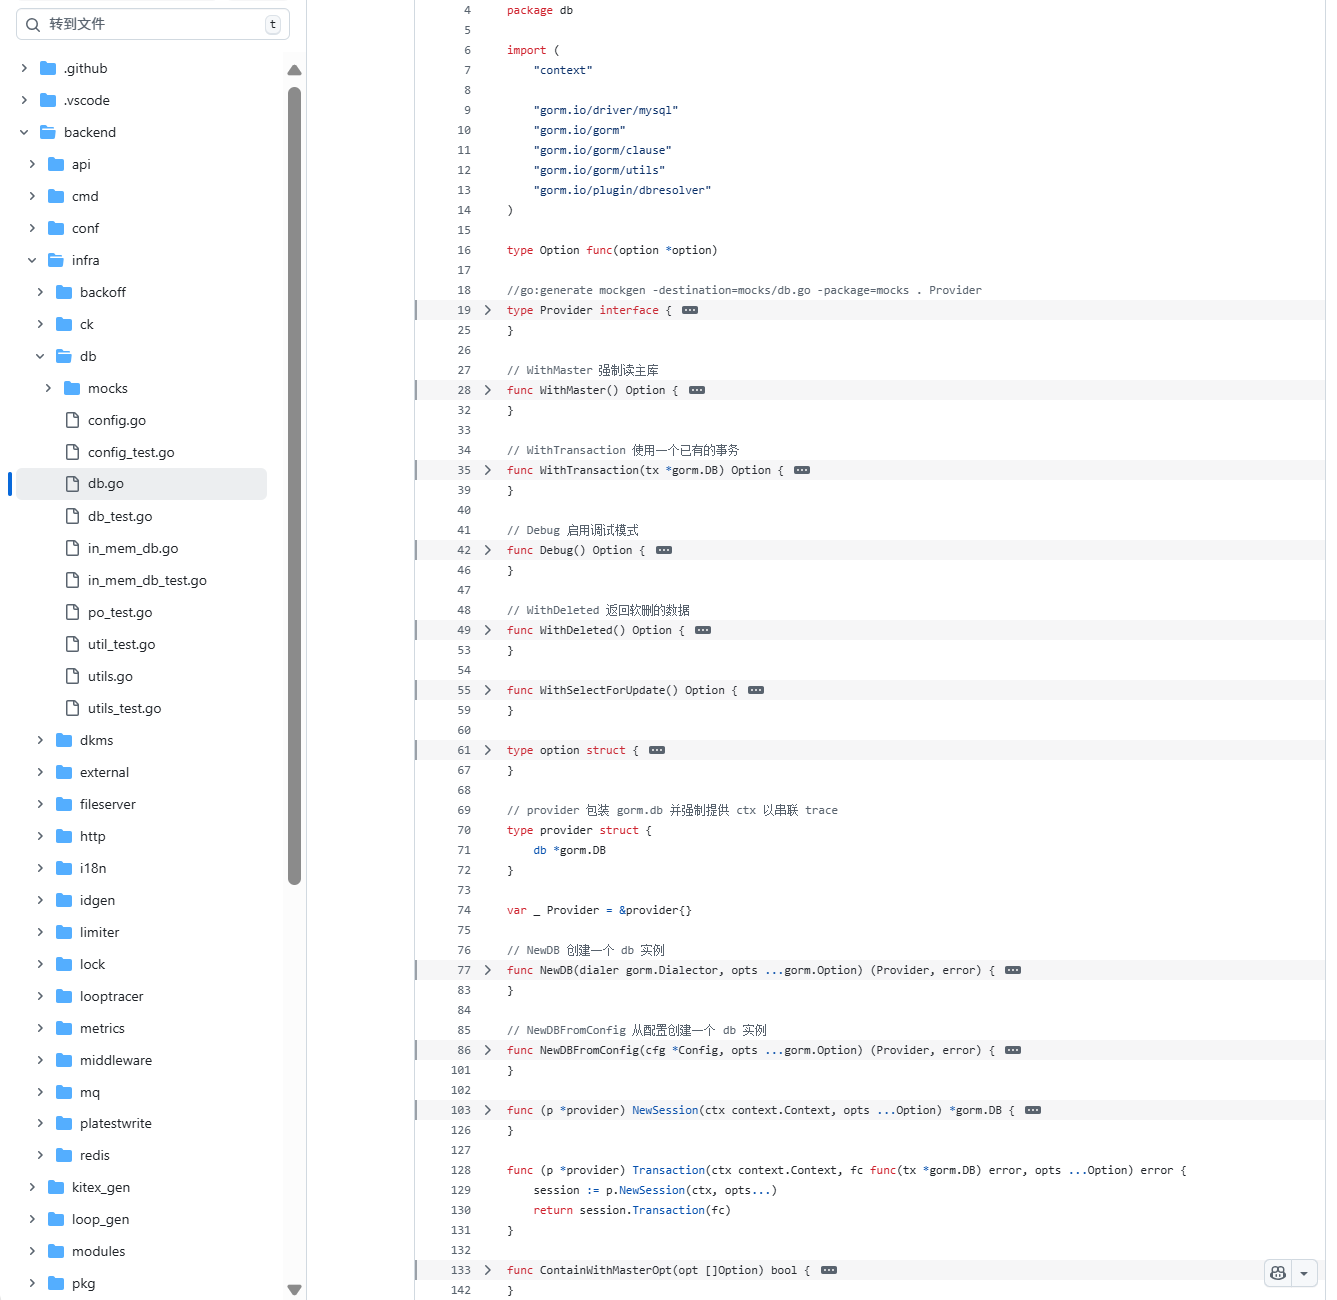 转到文件
t
.github
.vscode
backend
api
cmd
conf
infra
backoff
ck
db
mocks
config.go
config_test.go
db.go
db_test.go
in_mem_db.go
in_mem_db_test.go
po_test.go
util_test.go
utils.go
utils_test.go
dkms
external
fileserver
http
i18n
idgen
limiter
lock
looptracer
metrics
middleware
mq
platestwrite
redis
kitex_gen
loop_gen
modules
pkg
4 package db
5
6 import (
7 "context"
8
9 "gorm.io/driver/mysql"
10 "gorm.io/gorm"
11 "gorm.io/gorm/clause"
12 "gorm.io/gorm/utils"
13 "gorm.io/plugin/dbresolver"
14 )
15
16 type Option func(option *option)
17
18 //go:generate mockgen -destination=mocks/db.go -package=mocks . Provider
19 type Provider interface {
25 }
26
27 // WithMaster 强制读主库
28 func WithMaster() Option {
32 }
33
34 // WithTransaction 使用一个已有的事务
35 func WithTransaction(tx *gorm.DB) Option {
39 }
40
41 // Debug 启用调试模式
42 func Debug() Option {
46 }
47
48 // WithDeleted 返回软删的数据
49 func WithDeleted() Option {
53 }
54
55 func WithSelectForUpdate() Option {
59 }
60
61 type option struct {
67 }
68
69 // provider 包装 gorm.db 并强制提供 ctx 以串联 trace
70 type provider struct {
71 db *gorm.DB
72 }
73
74 var _ Provider = &provider{}
75
76 // NewDB 创建一个 db 实例
77 func NewDB(dialer gorm.Dialector, opts ...gorm.Option) (Provider, error) {
83 }
84
85 // NewDBFromConfig 从配置创建一个 db 实例
86 func NewDBFromConfig(cfg *Config, opts ...gorm.Option) (Provider, error) {
101 }
102
103 func (p *provider) NewSession(ctx context.Context, opts ...Option) *gorm.DB {
126 }
127
128 func (p *provider) Transaction(ctx context.Context, fc func(tx *gorm.DB) error, opts ...Option) error {
129 session := p.NewSession(ctx, opts...)
130 return session.Transaction(fc)
131 }
132
133 func ContainWithMasterOpt(opt []Option) bool {
142 }